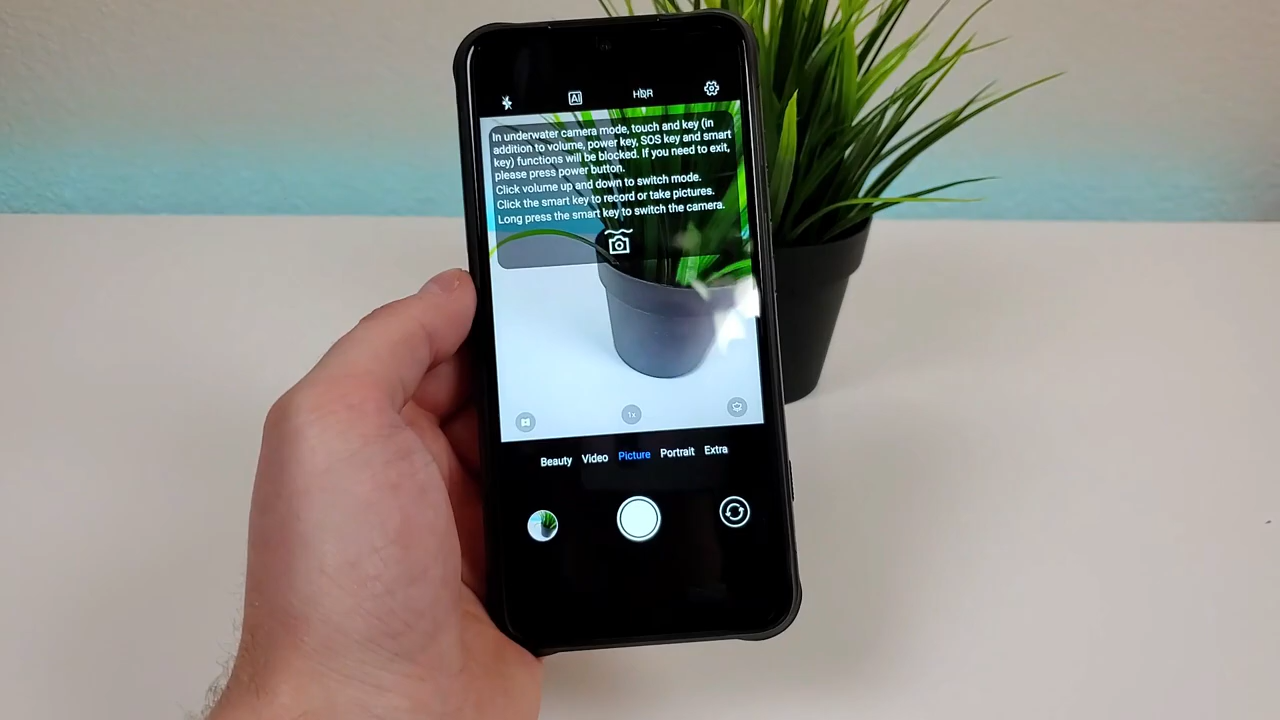 AI
HDR
In underwater camera mode, touch and key (in
addition to volume, power key, SOS key and smart
key) functions will be blocked. If you need to exit,
please press power button.
Click volume up and down to switch mode.
Click the smart key to record or take pictures.
Long press the smart key to switch the camera.
1x
Beauty Video Picture Portrait Extra